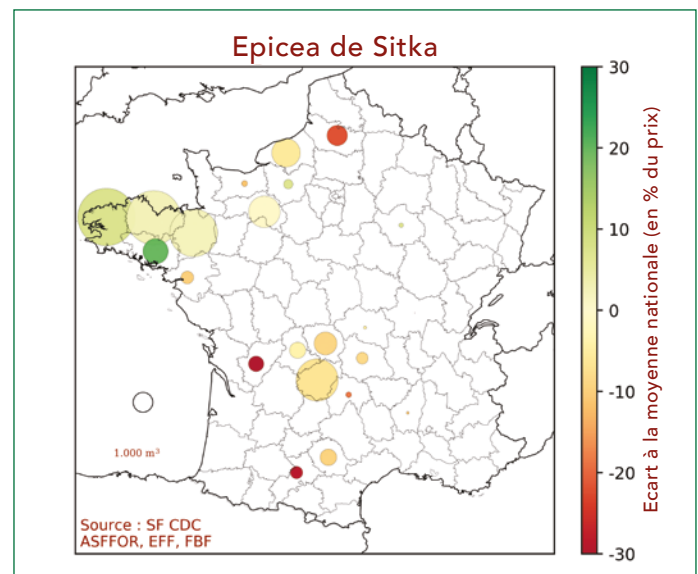 Epicea de Sitka
30
20
10
0
-10
-20
-30
Ecart à la moyenne nationale (en % du prix)
1.000 m³
Source : SF CDC
ASFFOR, EFF, FBF